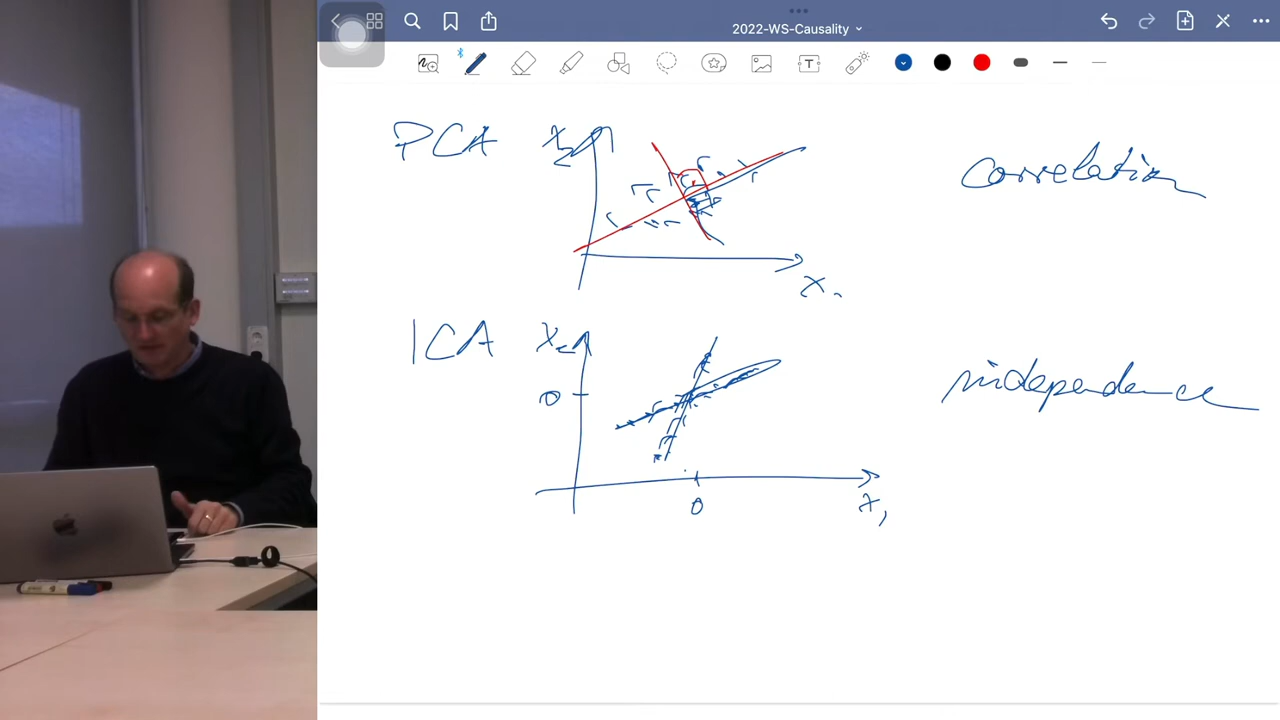 2022-WS-Causality
T
PCA
x2
correlation
x1
ICA
x2
0
independence
0
x1